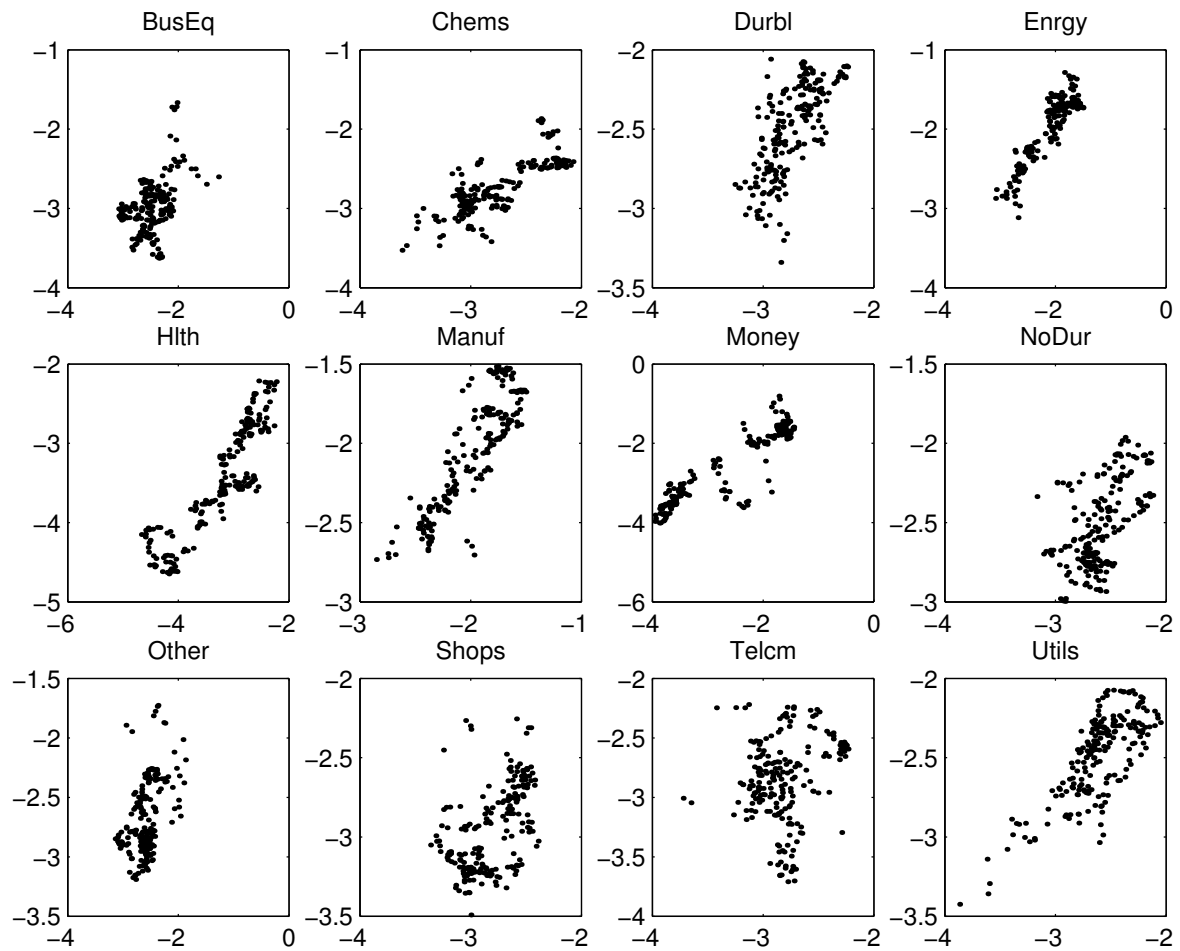 BusEq Chems Durbl Enrgy
−1 −1 −2 −1
−2 −2 −2.5 −2
−3 −3 −3 −3
−4 −4 −3.5 −4
−4 −2 0 −4 −3 −2 −4 −3 −2 −4 −2 0
Hlth Manuf Money NoDur
−2 −1.5 0 −1.5
−3 −2 −2 −2
−4 −2.5 −4 −2.5
−5 −3 −6 −3
−6 −4 −2 −3 −2 −1 −4 −2 0 −4 −3 −2
Other Shops Telcm Utils
−1.5 −2 −2 −2
−2 −2.5 −2.5 −2.5
−2.5 −3 −3 −3
−3 −3.5
−3.5 −3.5 −4 −3.5
−4 −2 0 −4 −3 −2 −4 −3 −2 −4 −3 −2